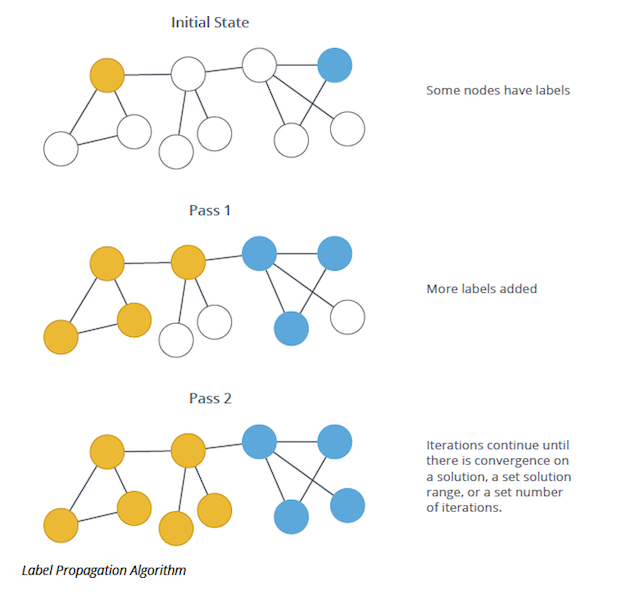 Initial State
Some nodes have labels
Pass 1
More labels added
Pass 2
Iterations continue until
there is convergence on
a solution, a set solution
range, or a set number
of iterations.
Label Propagation Algorithm